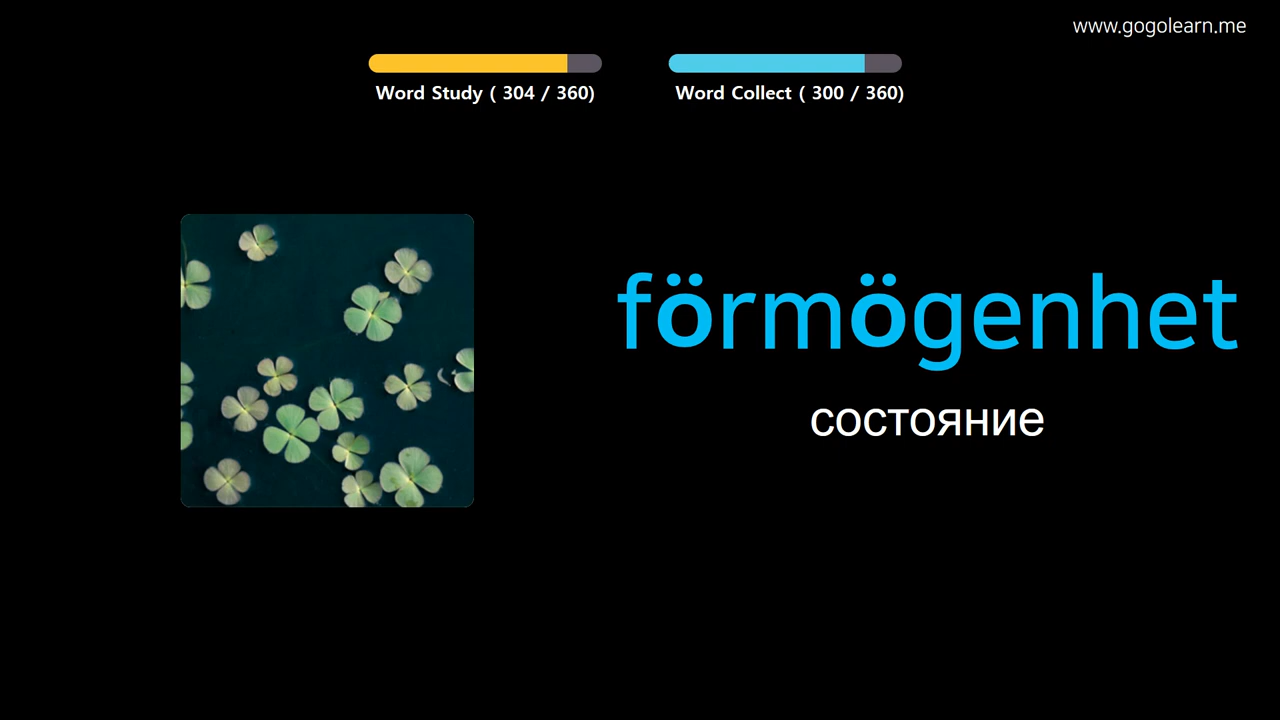 www.gogolearn.me
Word Study ( 304 / 360)
Word Collect ( 300 / 360)
förmögenhet
состояние